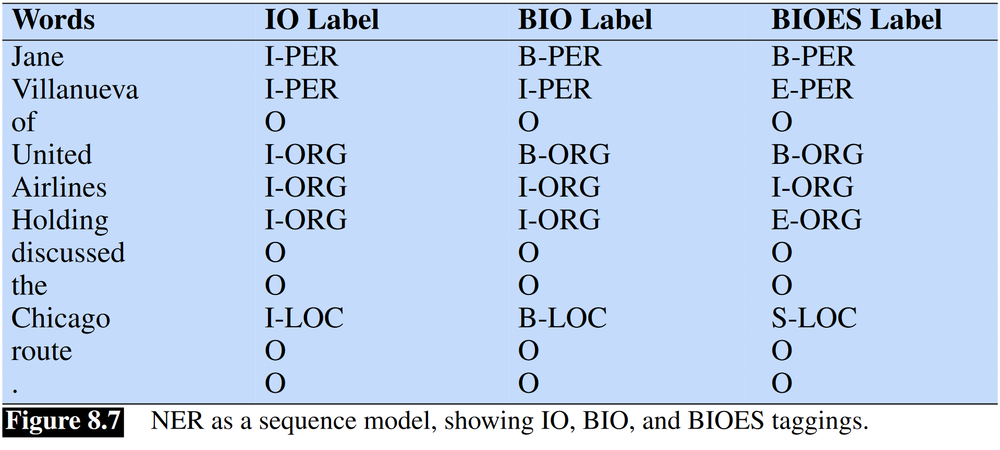 Words IO Label BIO Label BIOES Label
Jane I-PER B-PER B-PER
Villanueva I-PER I-PER E-PER
of O O O
United I-ORG B-ORG B-ORG
Airlines I-ORG I-ORG I-ORG
Holding I-ORG I-ORG E-ORG
discussed O O O
the O O O
Chicago I-LOC B-LOC S-LOC
route O O O
. O O O
Figure 8.7 NER as a sequence model, showing IO, BIO, and BIOES taggings.